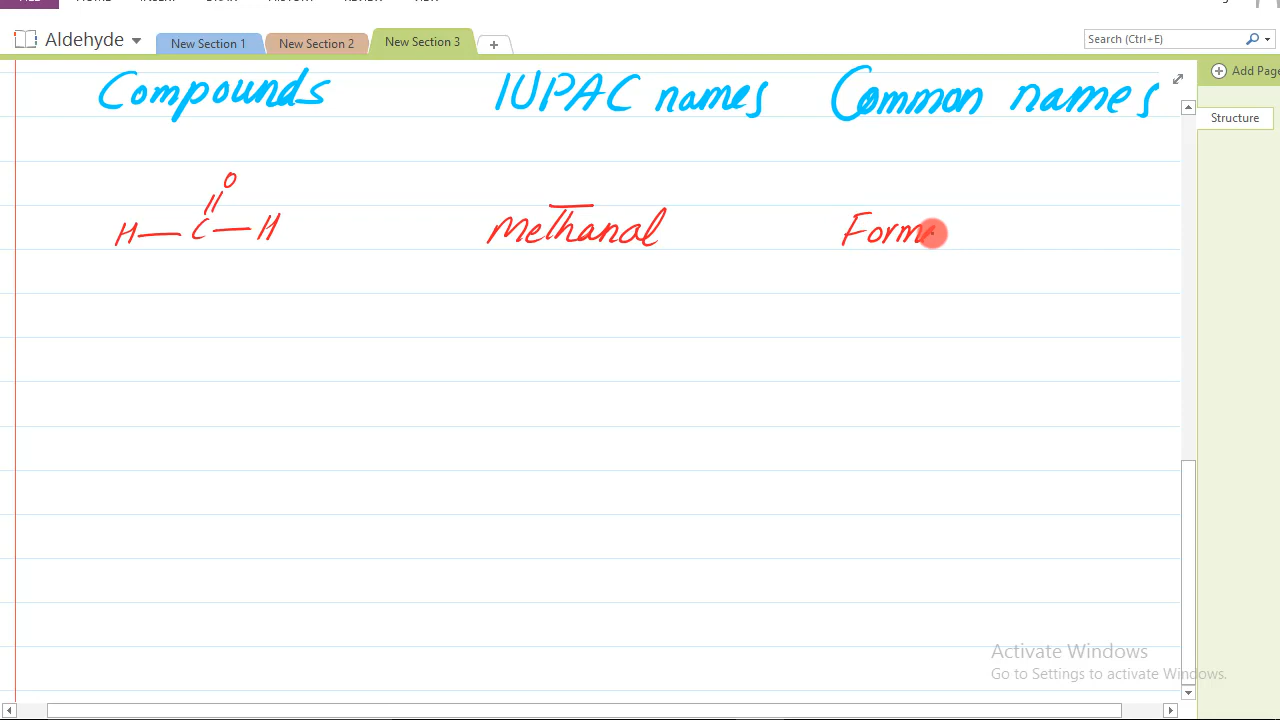 Aldehyde
New Section 1
New Section 2
New Section 3
+
Search (Ctrl+E)
Add Page
Structure
Compounds IUPAC names Common names
O
H — C — H Methanal Form
Activate Windows
Go to Settings to activate Windows.